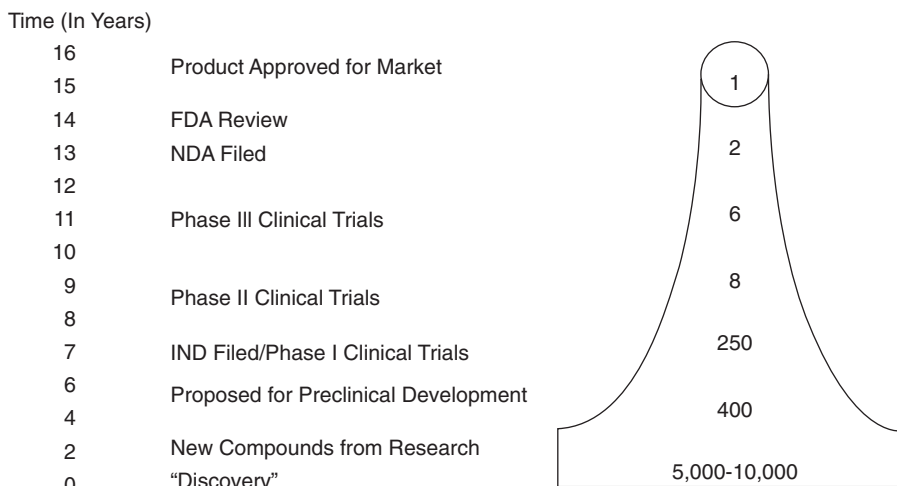 Time (In Years)
16
Product Approved for Market
1
15
14 FDA Review
13 NDA Filed
2
12
11 Phase III Clinical Trials
6
10
9
8
Phase II Clinical Trials
8
7 IND Filed/Phase I Clinical Trials
250
6
Proposed for Preclinical Development
4
400
2 New Compounds from Research
0 “Discovery”
5,000-10,000